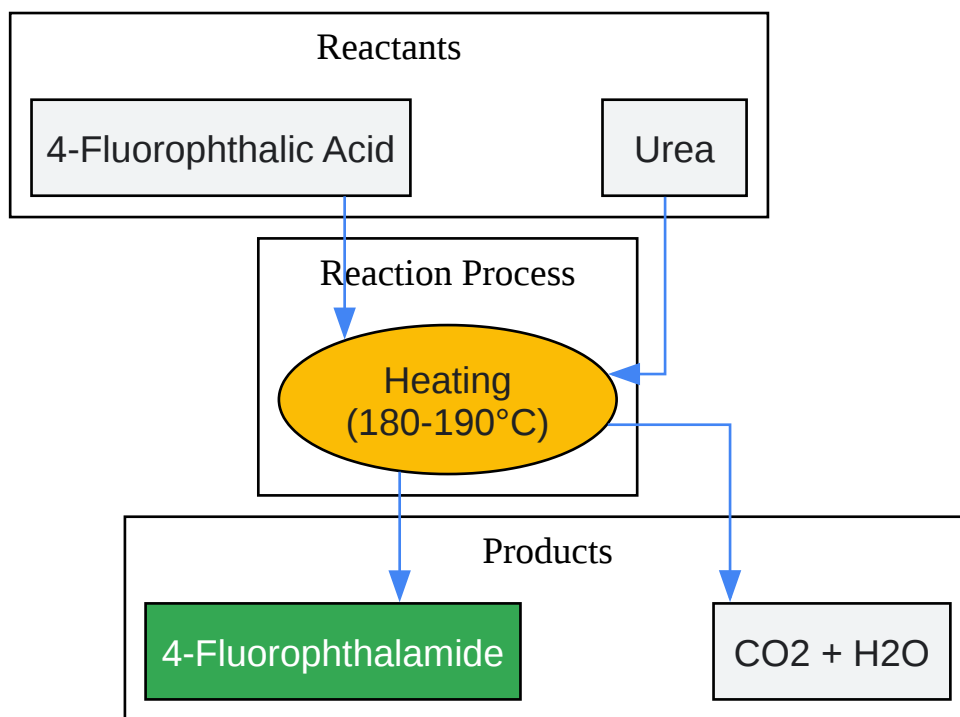 Reactants
4-Fluorophthalic Acid
Urea
Reaction Process
Heating
(180-190°C)
Products
4-Fluorophthalamide
CO2 + H2O